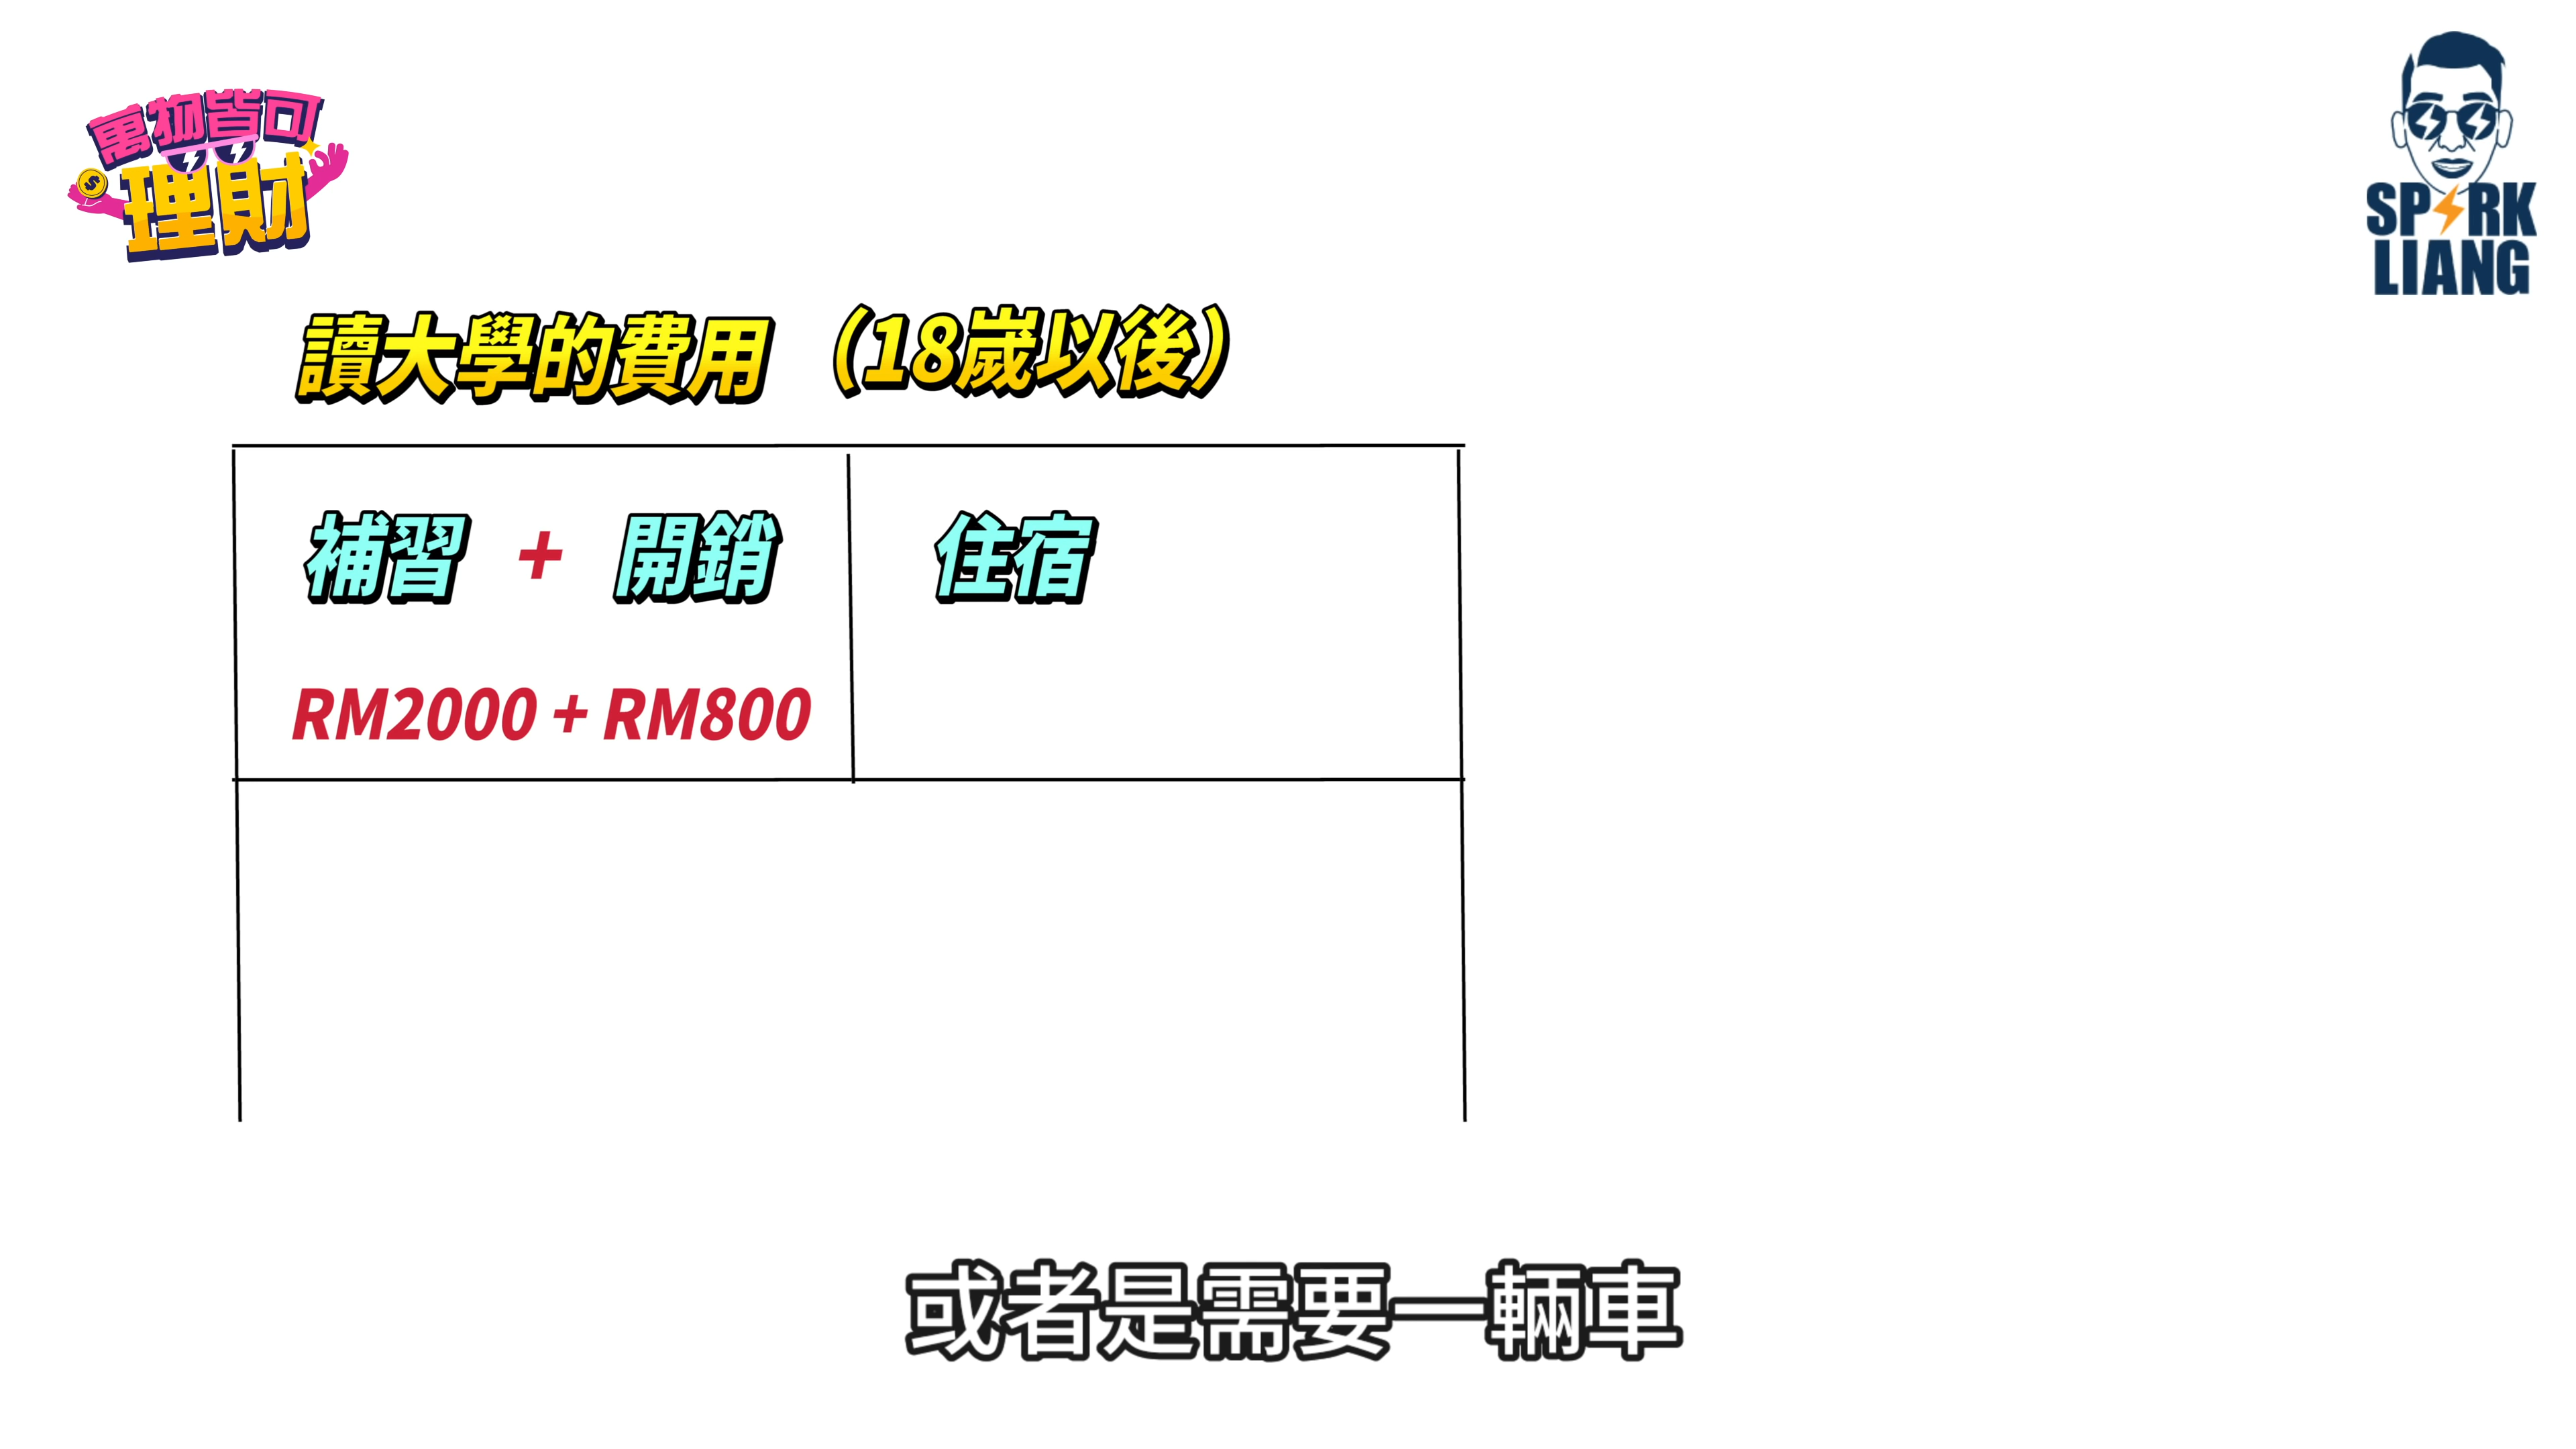 萬物皆可
理財
SPARK
LIANG
讀大學的費用 （18歲以後）
補習 + 開銷
住宿
RM2000 + RM800
或者是需要一輛車